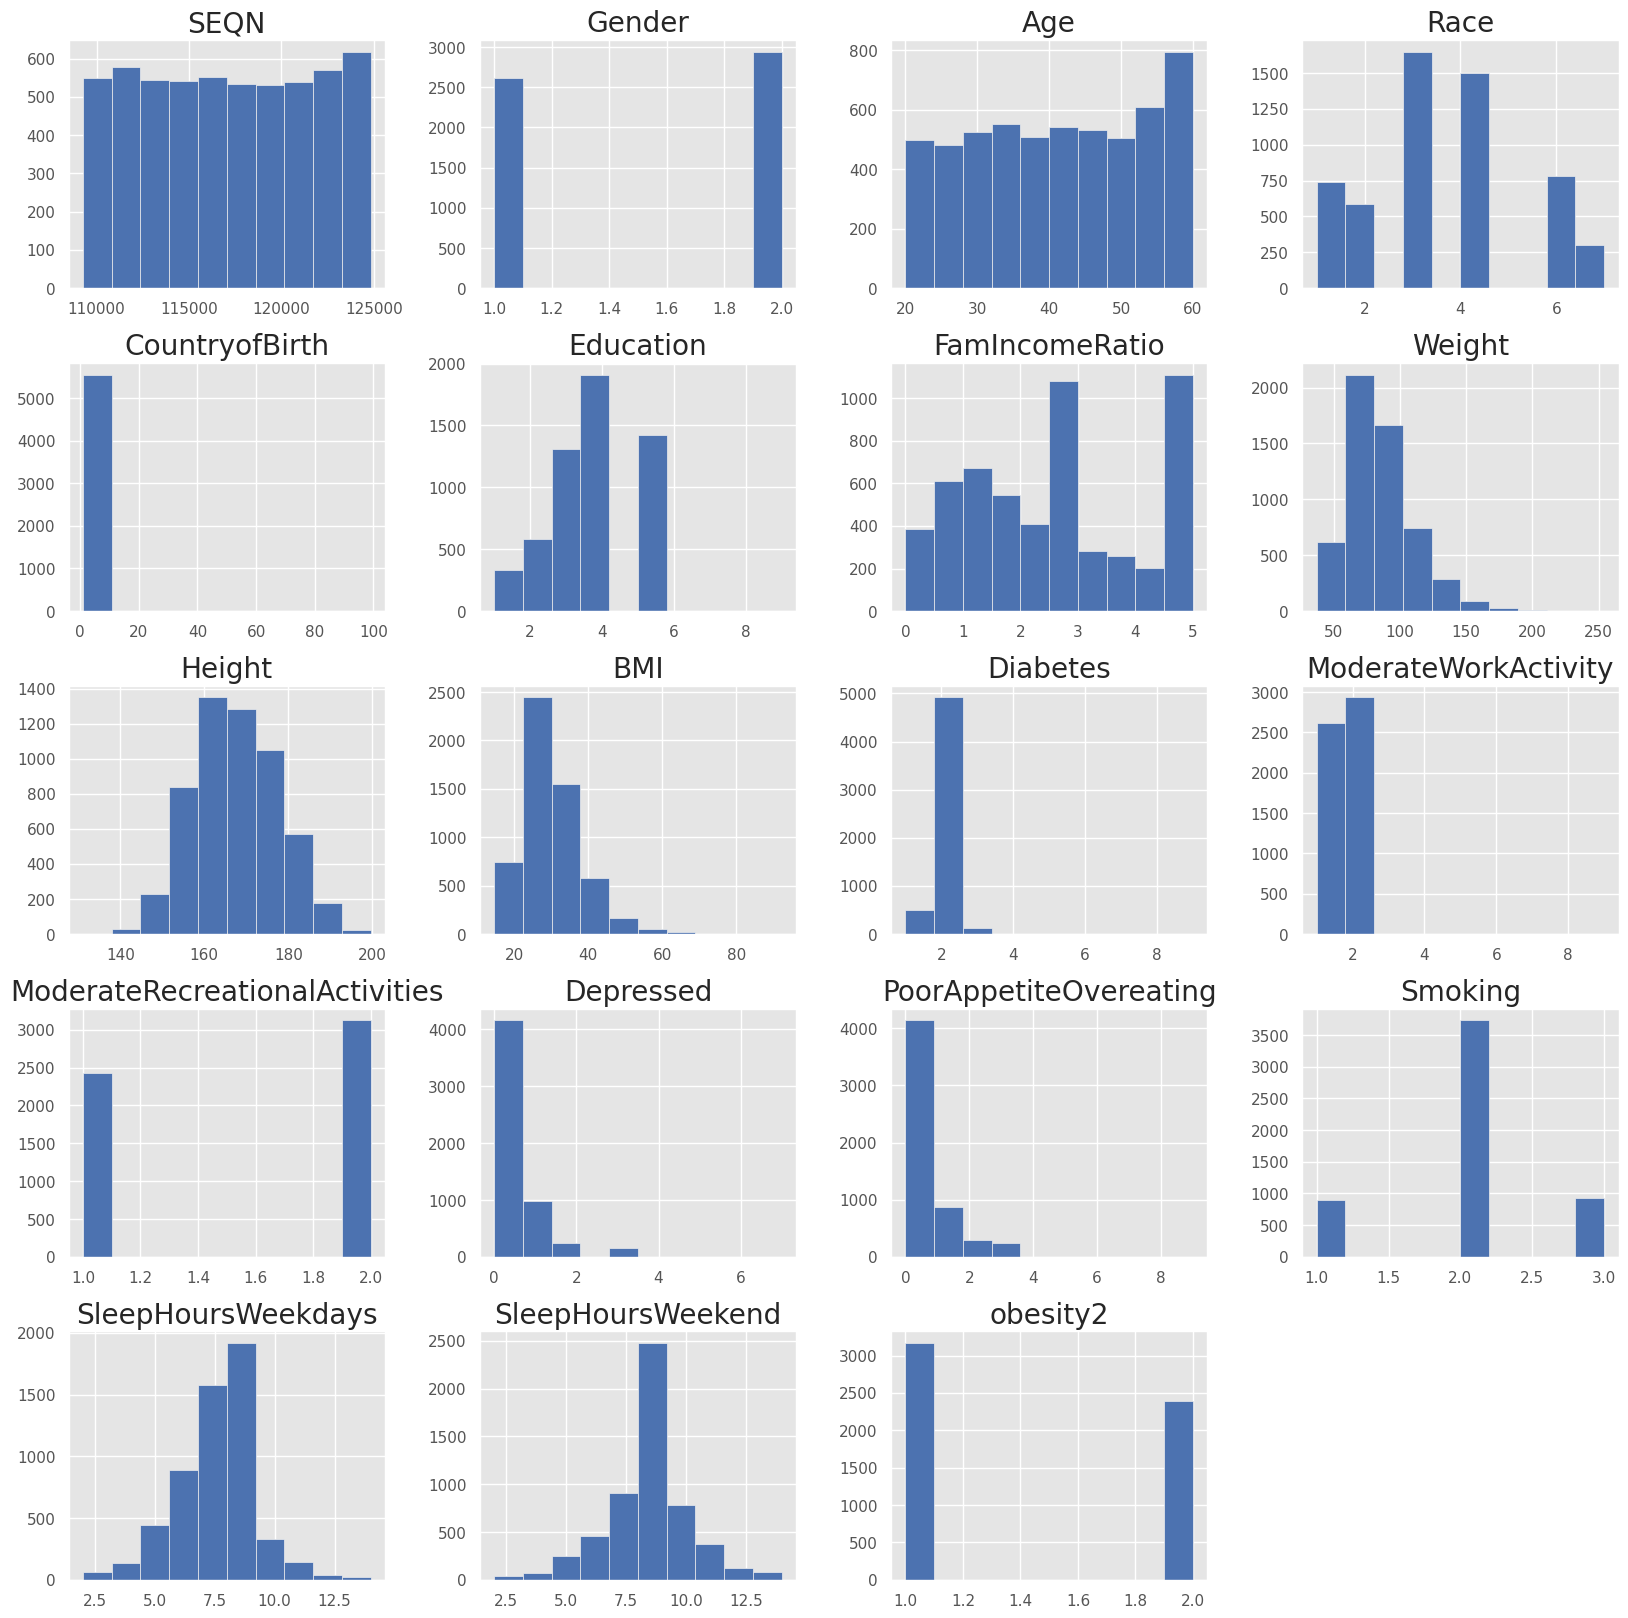 SEQN Gender Age Race
600 500 400 300 200 100 0
110000 115000 120000 125000
3000 2500 2000 1500 1000 500 0
1.0 1.2 1.4 1.6 1.8 2.0
800 600 400 200 0
20 30 40 50 60
1500 1250 1000 750 500 250 0
2 4 6
CountryofBirth Education FamIncomeRatio Weight
5000 4000 3000 2000 1000 0
0 20 40 60 80 100
2000 1500 1000 500 0
2 4 6 8
1000 800 600 400 200 0
0 1 2 3 4 5
2000 1500 1000 500 0
50 100 150 200 250
Height BMI Diabetes ModerateWorkActivity
1400 1200 1000 800 600 400 200 0
140 160 180 200
2500 2000 1500 1000 500 0
20 40 60 80
5000 4000 3000 2000 1000 0
2 4 6 8
3000 2500 2000 1500 1000 500 0
2 4 6 8
ModerateRecreationalActivities Depressed PoorAppetiteOvereating Smoking
3000 2500 2000 1500 1000 500 0
1.0 1.2 1.4 1.6 1.8 2.0
4000 3000 2000 1000 0
0 2 4 6
4000 3000 2000 1000 0
0 2 4 6 8
3500 3000 2500 2000 1500 1000 500 0
1.0 1.5 2.0 2.5 3.0
SleepHoursWeekdays SleepHoursWeekend obesity2
2000 1500 1000 500 0
2.5 5.0 7.5 10.0 12.5
2500 2000 1500 1000 500 0
2.5 5.0 7.5 10.0 12.5
3000 2500 2000 1500 1000 500 0
1.0 1.2 1.4 1.6 1.8 2.0